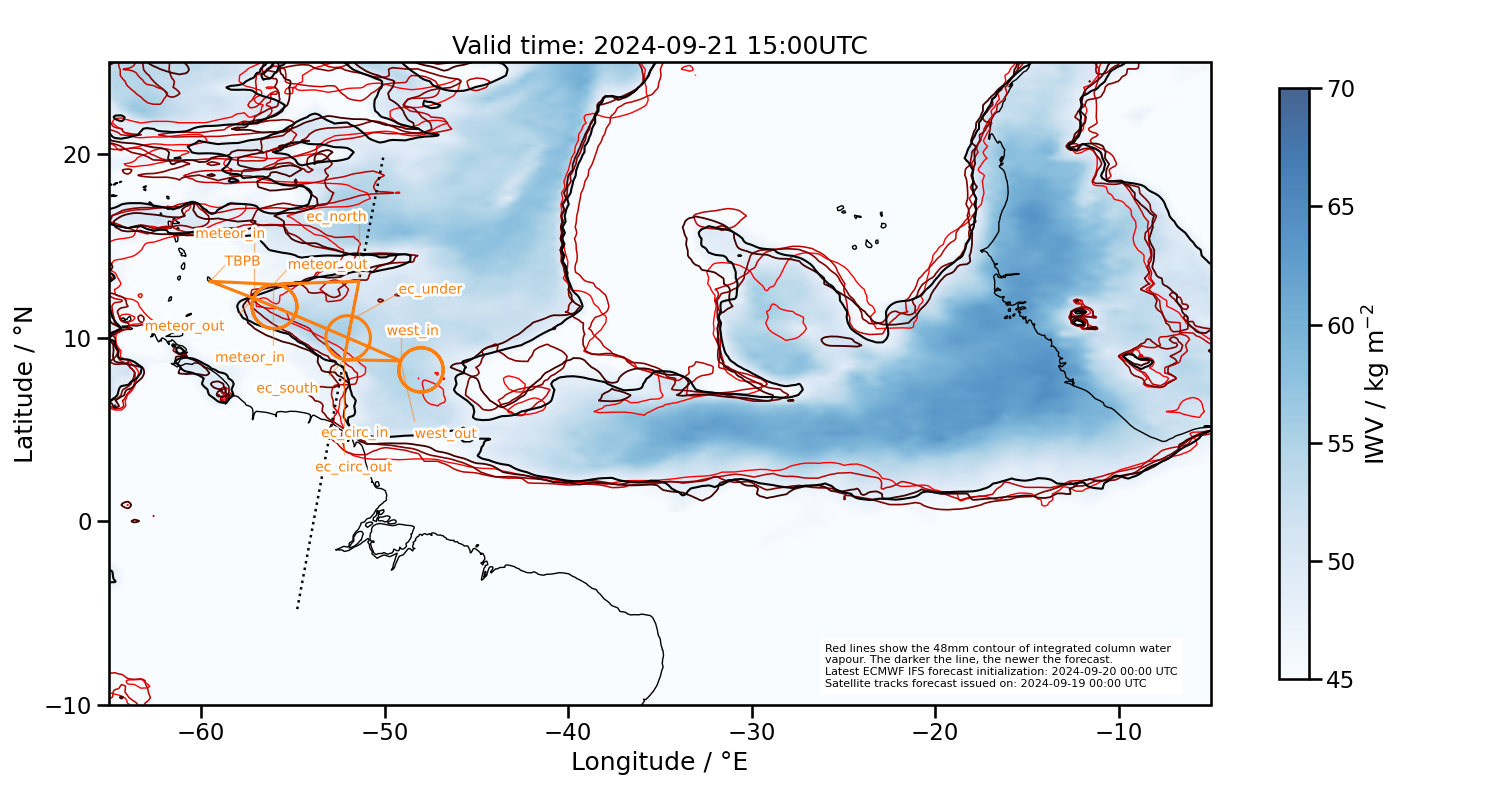 Valid time: 2024-09-21 15:00UTC
20
10
0
−10
Latitude / °N
−60
−50
−40
−30
−20
−10
Longitude / °E
ec_north
meteor_in
TBPB
meteor_out
ec_under
meteor_out
west_in
meteor_in
ec_south
ec_circ_in
west_out
ec_circ_out
Red lines show the 48mm contour of integrated column water
vapour. The darker the line, the newer the forecast.
Latest ECMWF IFS forecast initialization: 2024-09-20 00:00 UTC
Satellite tracks forecast issued on: 2024-09-19 00:00 UTC
70
65
60
55
50
45
IWV / kg m⁻²